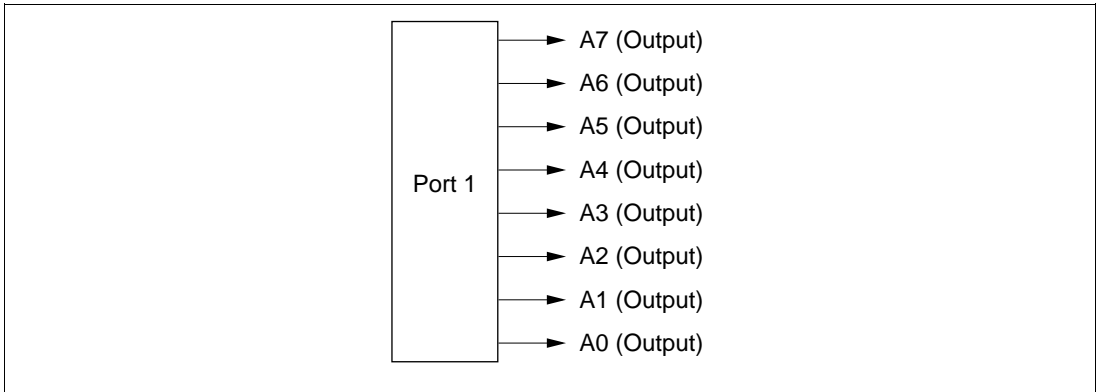 A7 (Output)
A6 (Output)
A5 (Output)
A4 (Output)
Port 1
A3 (Output)
A2 (Output)
A1 (Output)
A0 (Output)